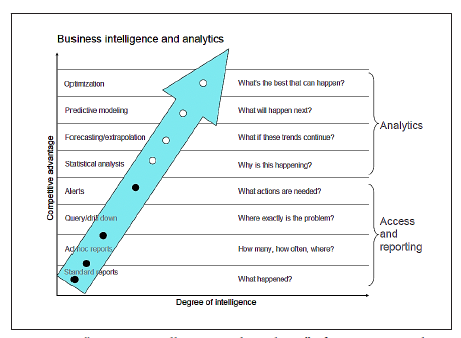 Business intelligence and analytics
Optimization What's the best that can happen?
Predictive modeling What will happen next?
Forecasting/extrapolation What if these trends continue?
Statistical analysis Why is this happening?
Analytics
Alerts What actions are needed?
Query/drill down Where exactly is the problem?
Ad hoc reports How many, how often, where?
Standard reports What happened?
Access
and
reporting
Competitive advantage
Degree of intelligence